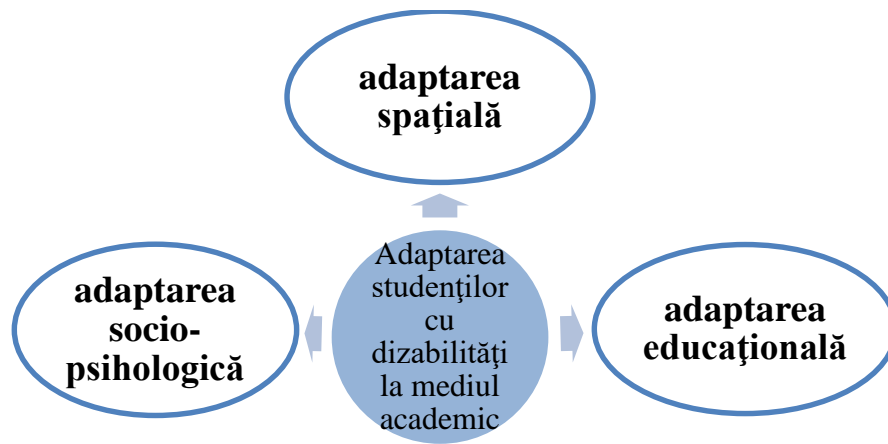 adaptarea
spaţială
Adaptarea
studenţilor
cu
dizabilităţi
la mediul
academic
adaptarea
socio-
psihologică
adaptarea
educaţională